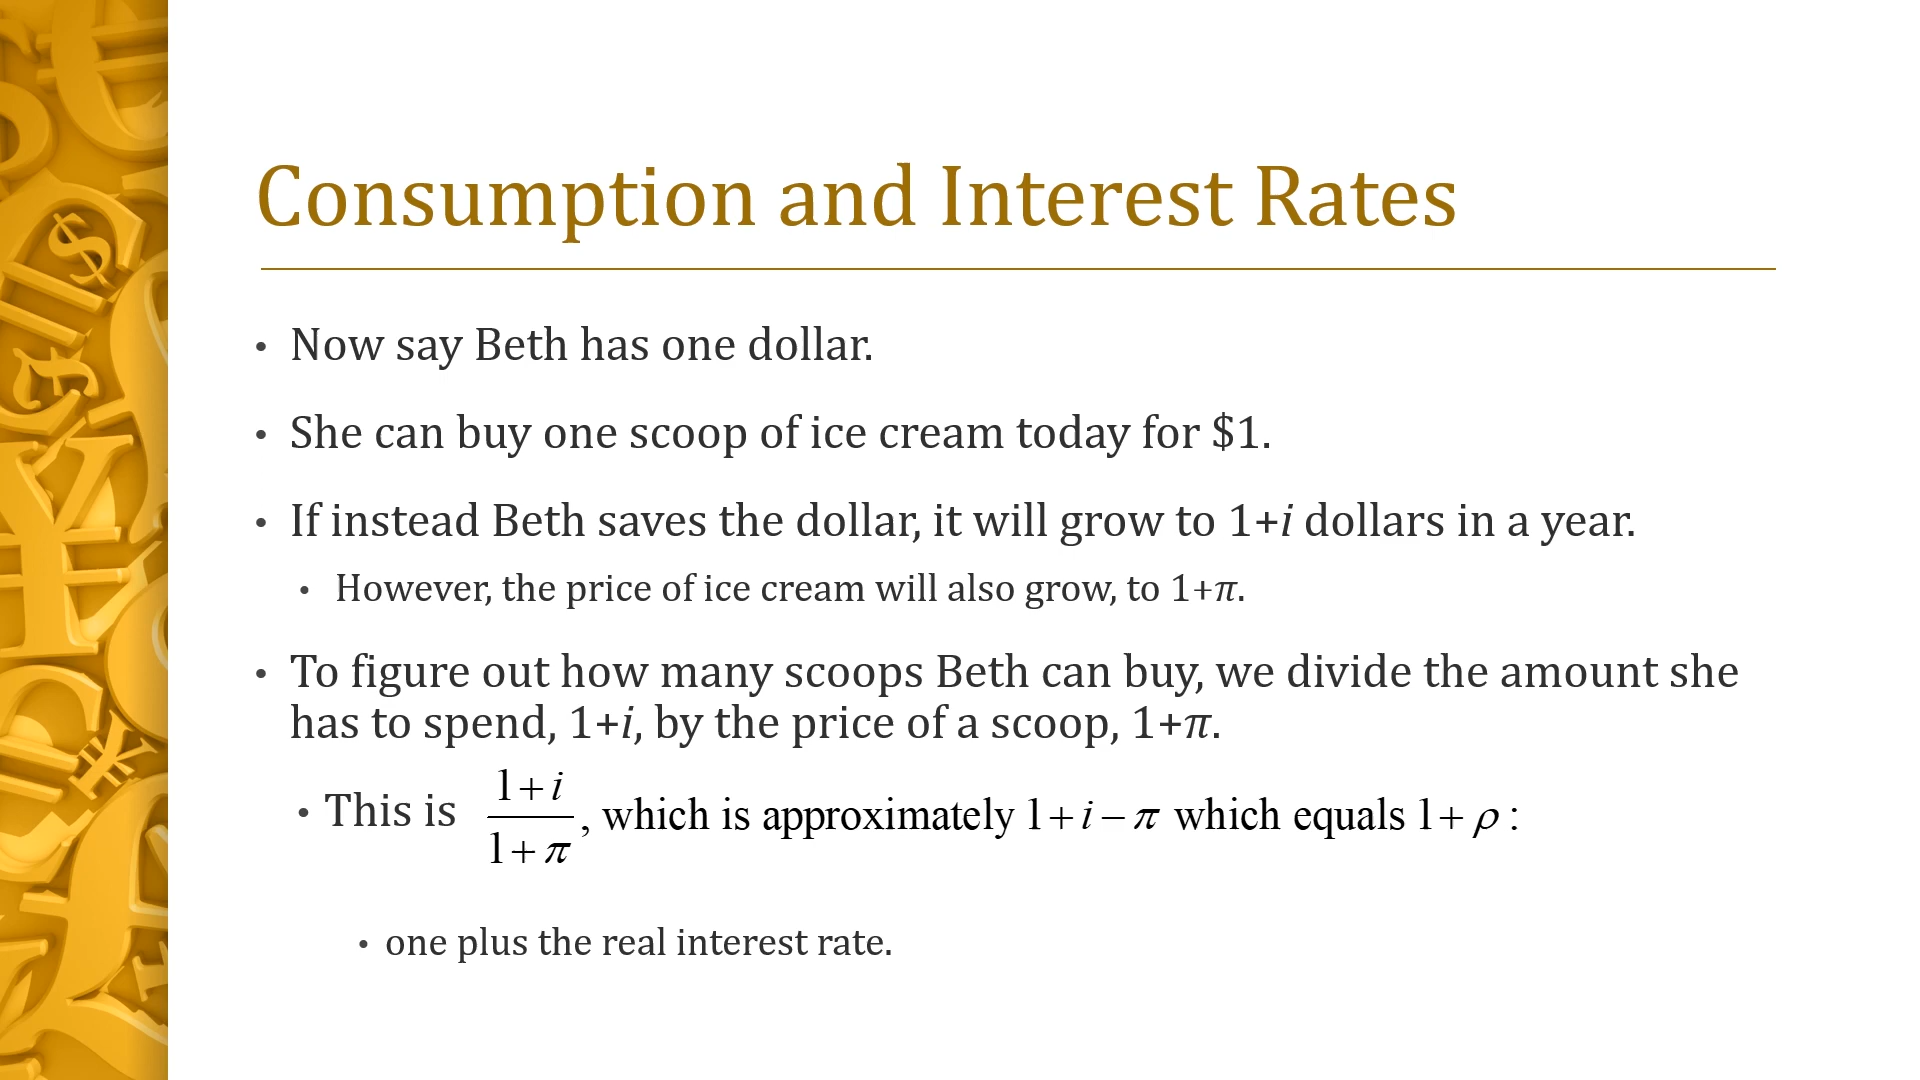 Consumption and Interest Rates
• Now say Beth has one dollar.
• She can buy one scoop of ice cream today for $1.
• If instead Beth saves the dollar, it will grow to 1+i dollars in a year.
• However, the price of ice cream will also grow, to 1+π.
• To figure out how many scoops Beth can buy, we divide the amount she
has to spend, 1+i, by the price of a scoop, 1+π.
• This is (1+i)/(1+π), which is approximately 1+i−π which equals 1+ρ:
• one plus the real interest rate.